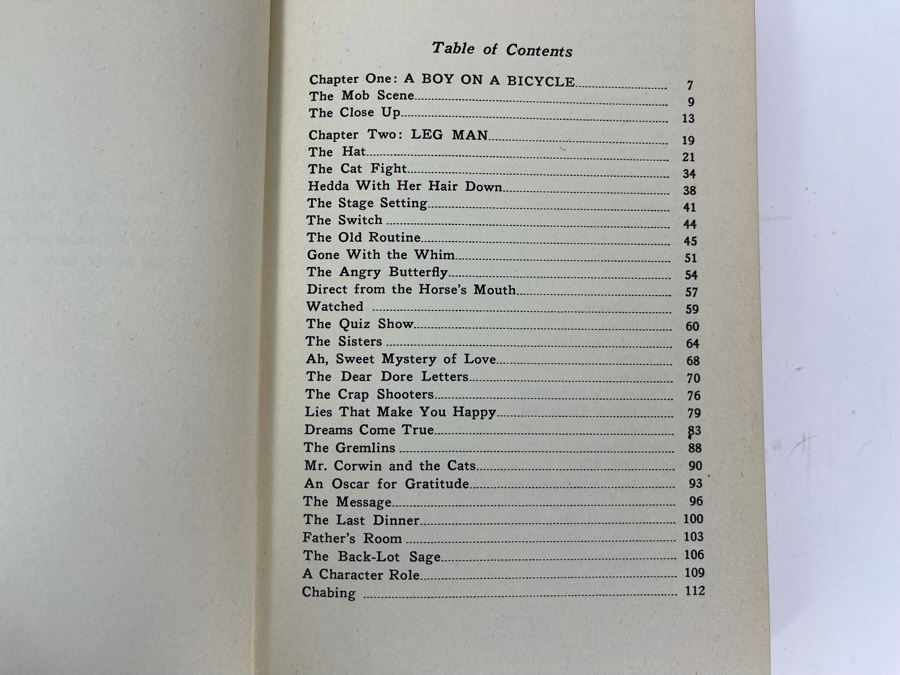 Table of Contents
Chapter One: A BOY ON A BICYCLE 7
The Mob Scene 9
The Close Up 13
Chapter Two: LEG MAN 19
The Hat 21
The Cat Fight 34
Hedda With Her Hair Down 38
The Stage Setting 41
The Switch 44
The Old Routine 45
Gone With the Whim 51
The Angry Butterfly 54
Direct from the Horse's Mouth 57
Watched 59
The Quiz Show 60
The Sisters 64
Ah, Sweet Mystery of Love 68
The Dear Dore Letters 70
The Crap Shooters 76
Lies That Make You Happy 79
Dreams Come True 83
The Gremlins 88
Mr. Corwin and the Cats 90
An Oscar for Gratitude 93
The Message 96
The Last Dinner 100
Father's Room 103
The Back-Lot Sage 106
A Character Role 109
Chabing 112